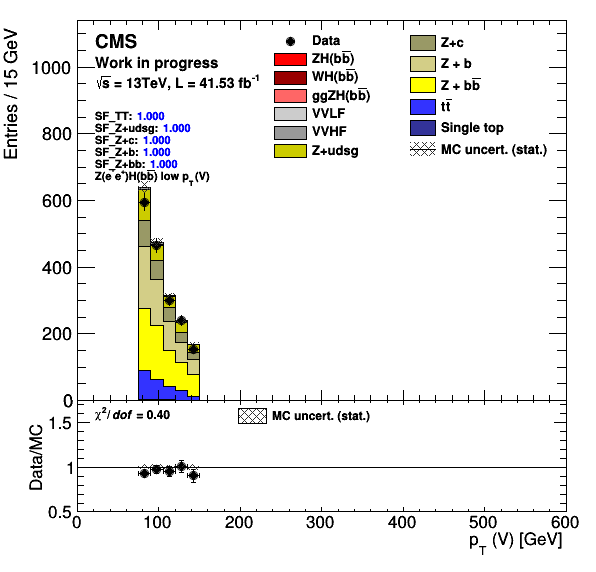 CMS
Work in progress
√s = 13TeV, L = 41.53 fb⁻¹
SF_TT: 1.000
SF_Z+udsg: 1.000
SF_Z+c: 1.000
SF_Z+b: 1.000
SF_Z+bb: 1.000
Z(e⁻e⁺)H(bb̅) low p_T(V)
Data
ZH(bb̅)
WH(bb̅)
ggZH(bb̅)
VVLF
VVHF
Z+udsg
Z+c
Z + b
Z + bb̅
tt̅
Single top
MC uncert. (stat.)
Entries / 15 GeV
1000
800
600
400
200
0
χ²/dof = 0.40
MC uncert. (stat.)
Data/MC
1.5
1
0.5
0 100 200 300 400 500 600
p_T (V) [GeV]